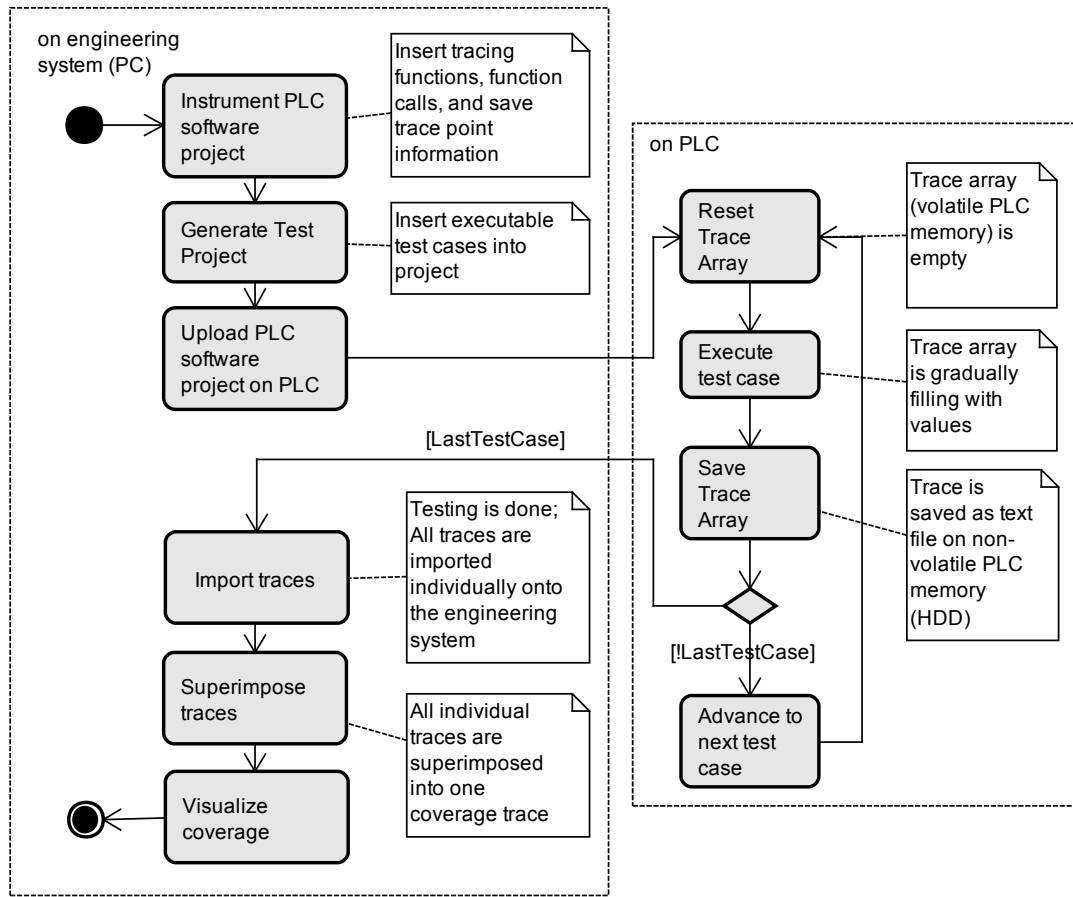 on engineering
system (PC)
Instrument PLC
software
project
Insert tracing
functions, function
calls, and save
trace point
information
Generate Test
Project
Insert executable
test cases into
project
Upload PLC
software
project on PLC
on PLC
Reset
Trace
Array
Trace array
(volatile PLC
memory) is
empty
Execute
test case
Trace array
is gradually
filling with
values
Save
Trace
Array
Trace is
saved as text
file on non-
volatile PLC
memory
(HDD)
[LastTestCase]
[!LastTestCase]
Advance to
next test
case
Import traces
Testing is done;
All traces are
imported
individually onto
the engineering
system
Superimpose
traces
All individual
traces are
superimposed
into one
coverage trace
Visualize
coverage